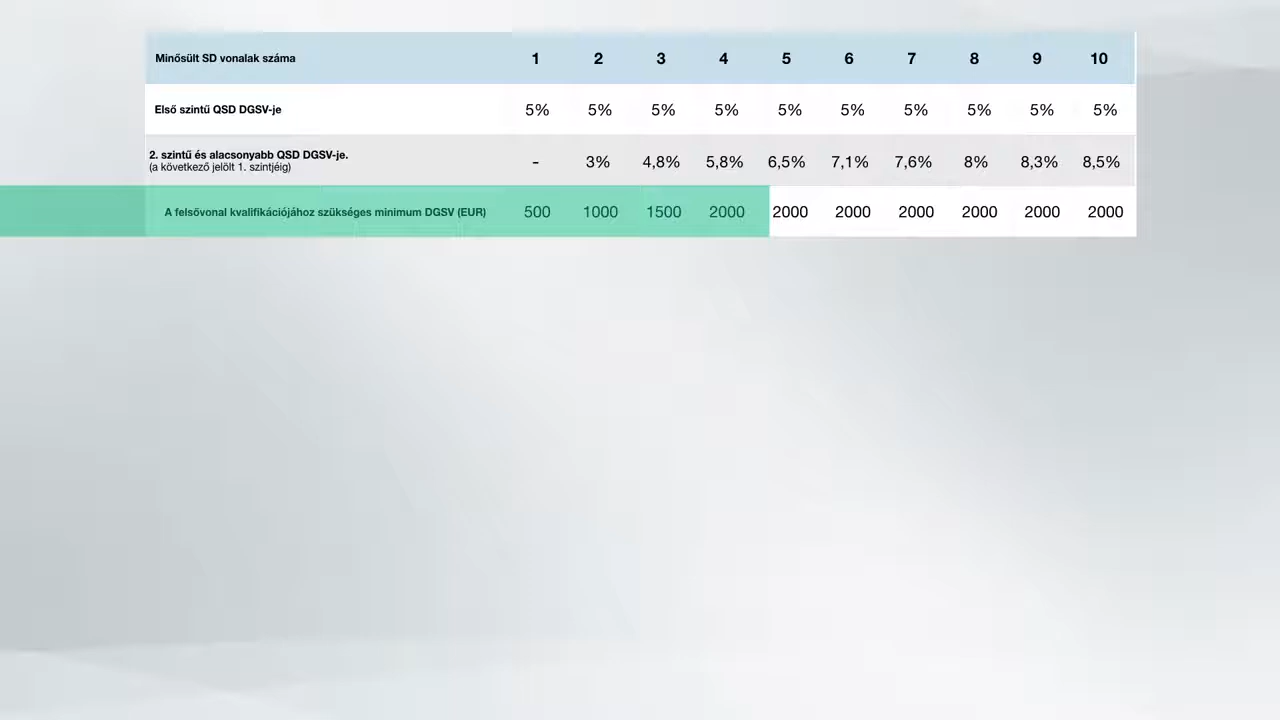 Minősült SD vonalak száma 1 2 3 4 5 6 7 8 9 10
Első szintű QSD DGSV-je 5% 5% 5% 5% 5% 5% 5% 5% 5% 5%
2. szintű és alacsonyabb QSD DGSV-je. - 3% 4,8% 5,8% 6,5% 7,1% 7,6% 8% 8,3% 8,5%
(a következő jelölt 1. szintjéig)
A felsővonal kvalifikációjához szükséges minimum DGSV (EUR) 500 1000 1500 2000 2000 2000 2000 2000 2000 2000